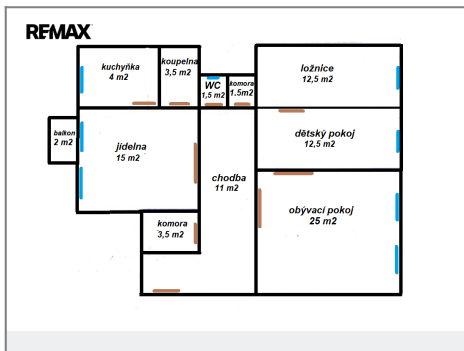 RE/MAX
kuchyňka
4 m2
koupelna
3,5 m2
WC
1,5 m2
komora
1.5m2
ložnice
12,5 m2
balkon
2 m2
jídelna
15 m2
dětský pokoj
12,5 m2
chodba
11 m2
obývací pokoj
25 m2
komora
3,5 m2